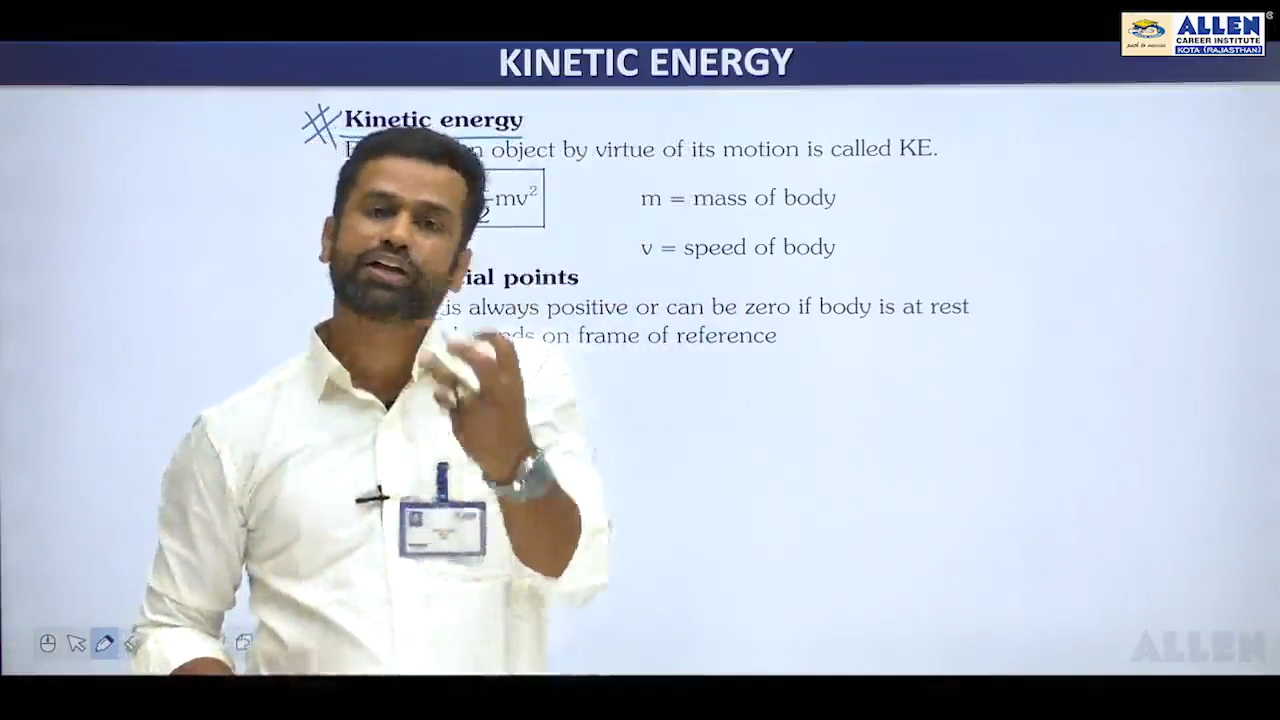 ALLEN
CAREER INSTITUTE
KOTA (RAJASTHAN)
KINETIC ENERGY
Kinetic energy
object by virtue of its motion is called KE.
mv²
m = mass of body
2
v = speed of body
points
is always positive or can be zero if body is at rest
on frame of reference
ALLEN